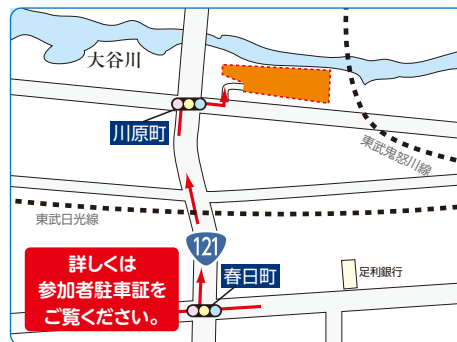 大谷川
川原町
東武鬼怒川線
東武日光線
121
春日町
足利銀行
詳しくは
参加者駐車証を
ご覧ください。